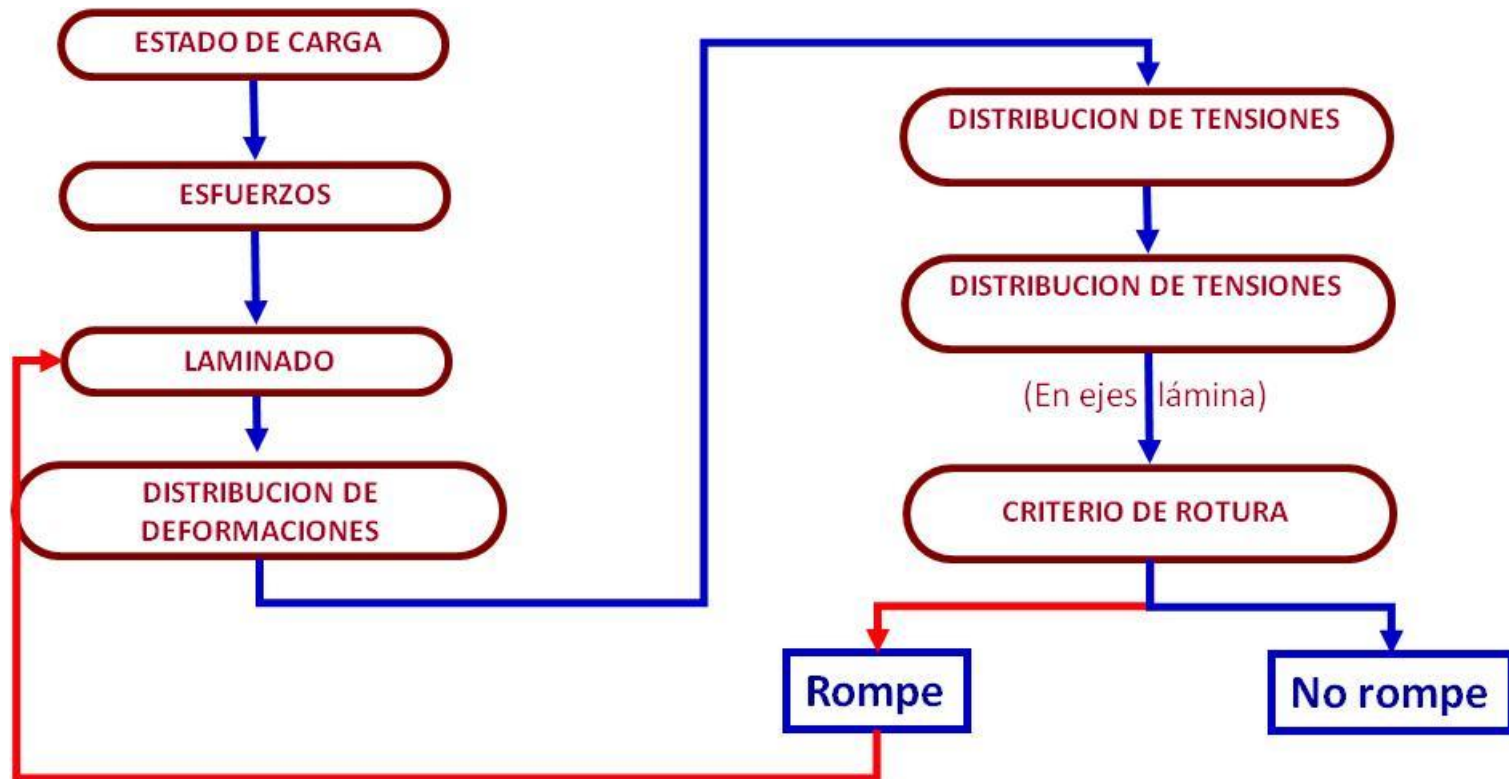 ESTADO DE CARGA
ESFUERZOS
LAMINADO
DISTRIBUCION DE
DEFORMACIONES
DISTRIBUCION DE TENSIONES
DISTRIBUCION DE TENSIONES
(En ejes lámina)
CRITERIO DE ROTURA
Rompe
No rompe